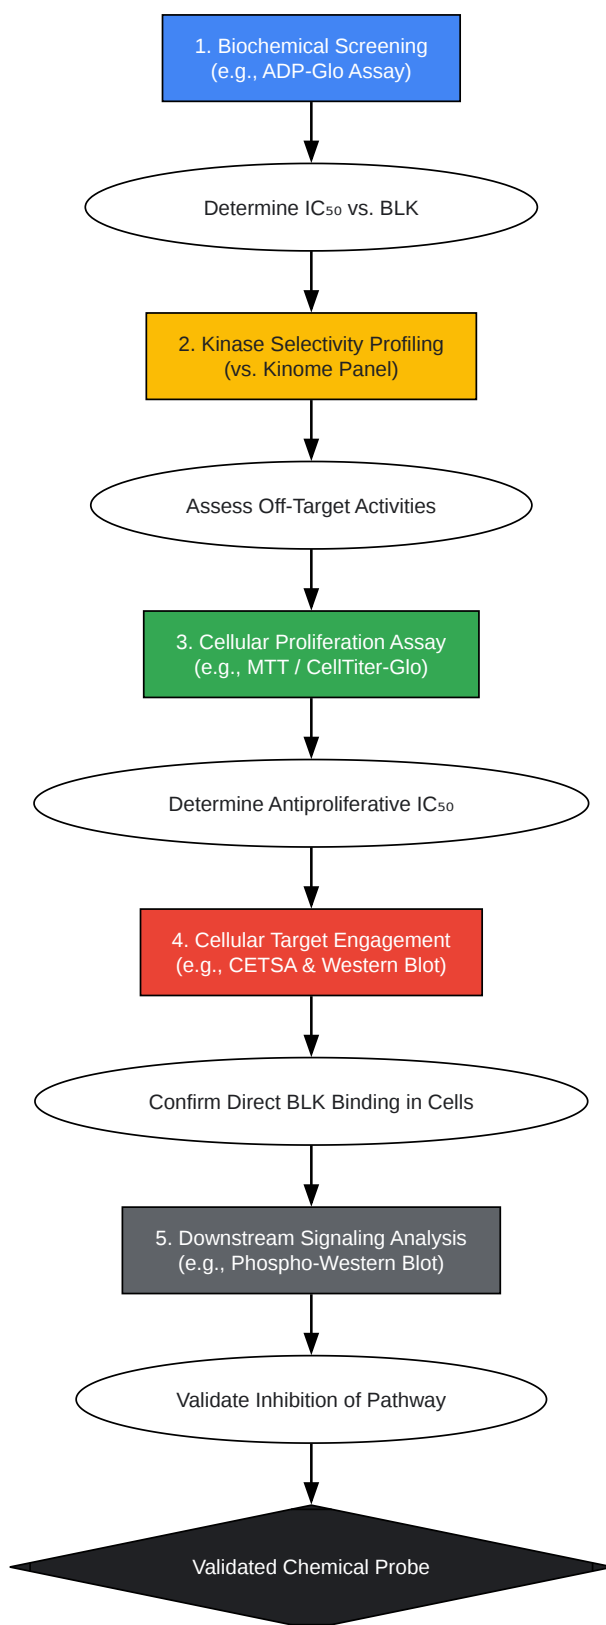 1. Biochemical Screening
(e.g., ADP-Glo Assay)
Determine IC₅₀ vs. BLK
2. Kinase Selectivity Profiling
(vs. Kinome Panel)
Assess Off-Target Activities
3. Cellular Proliferation Assay
(e.g., MTT / CellTiter-Glo)
Determine Antiproliferative IC₅₀
4. Cellular Target Engagement
(e.g., CETSA & Western Blot)
Confirm Direct BLK Binding in Cells
5. Downstream Signaling Analysis
(e.g., Phospho-Western Blot)
Validate Inhibition of Pathway
Validated Chemical Probe